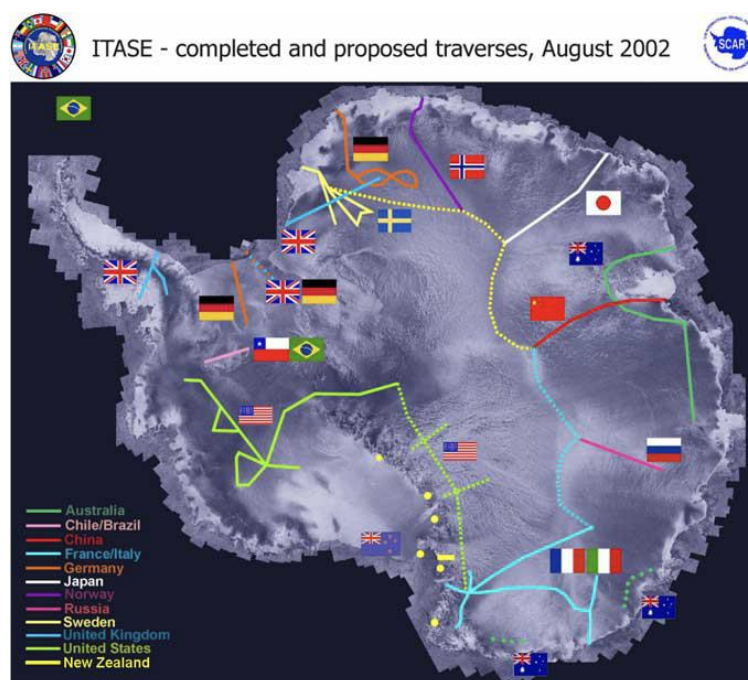 ITASE
ITASE - completed and proposed traverses, August 2002
SCAR
Australia
Chile/Brazil
China
France/Italy
Germany
Japan
Norway
Russia
Sweden
United Kingdom
United States
New Zealand